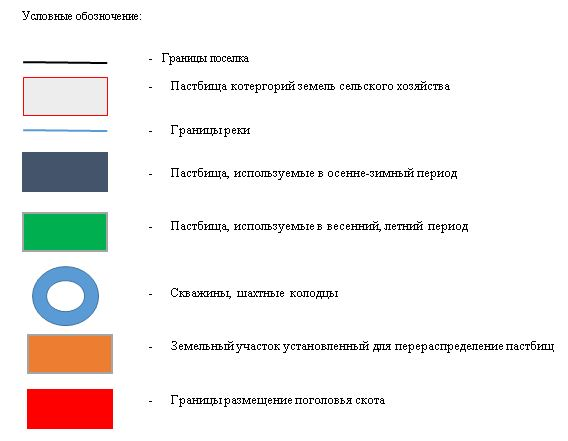 Условные обозночение:
- Границы поселка
- Пастбища котергорий земель сельского хозяйства
- Границы реки
- Пастбища, используемые в осенне-зимный период
- Пастбища, используемые в весенний, летний период
- Скважины, шахтные колодцы
- Земельный участок установленный для перераспределение пастбищ
- Границы размещение поголовья скота